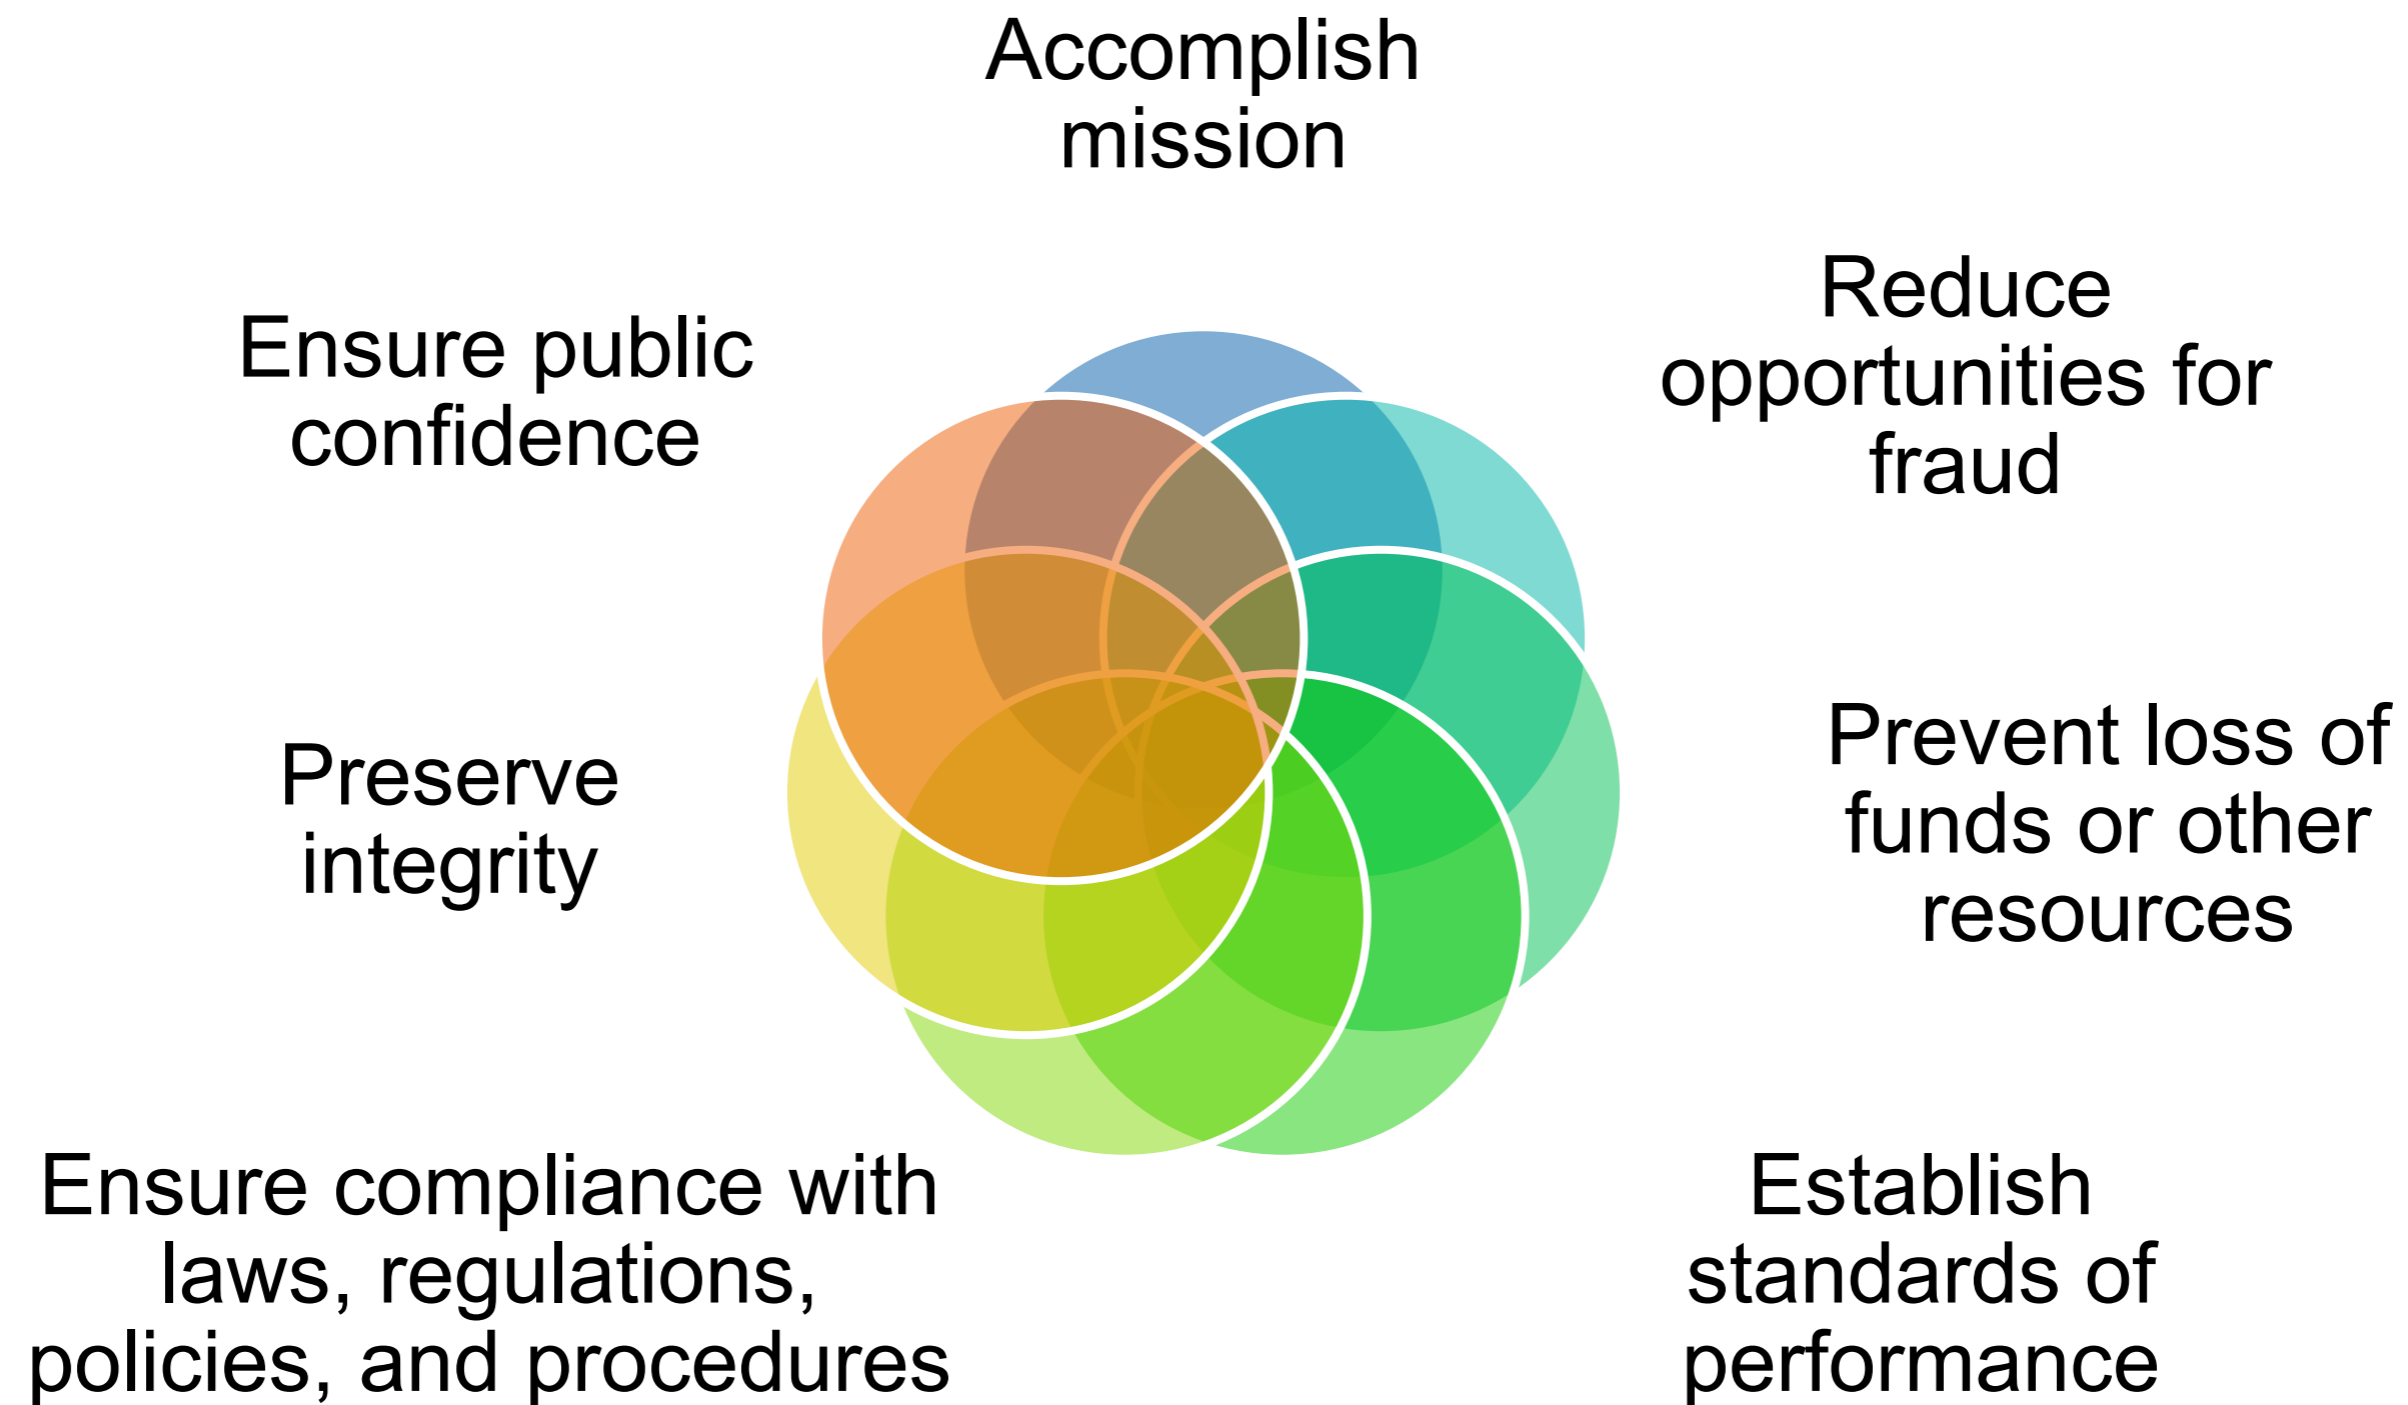 Accomplish
mission
Reduce
opportunities for
fraud
Prevent loss of
funds or other
resources
Establish
standards of
performance
Ensure compliance with
laws, regulations,
policies, and procedures
Preserve
integrity
Ensure public
confidence